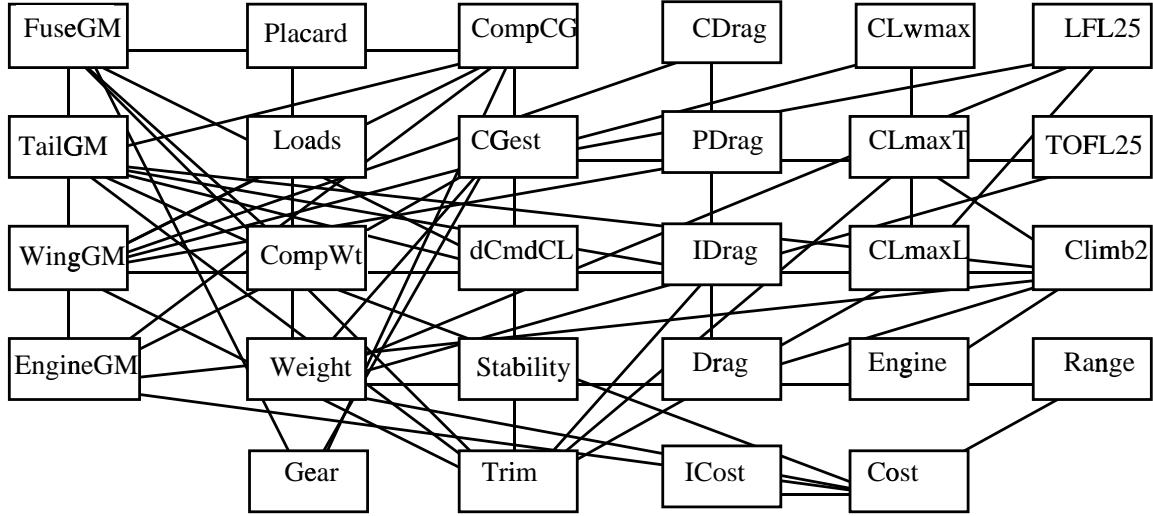 FuseGM
Placard
CompCG
CDrag
CLwmax
LFL25
TailGM
Loads
CGest
PDrag
CLmaxT
TOFL25
WingGM
CompWt
dCmdCL
IDrag
CLmaxL
Climb2
EngineGM
Weight
Stability
Drag
Engine
Range
Gear
Trim
ICost
Cost